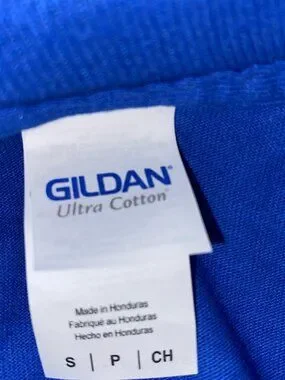 GILDAN®
Ultra Cotton®
Made in Honduras
Fabriqué au Honduras
Hecho en Honduras
S | P | CH